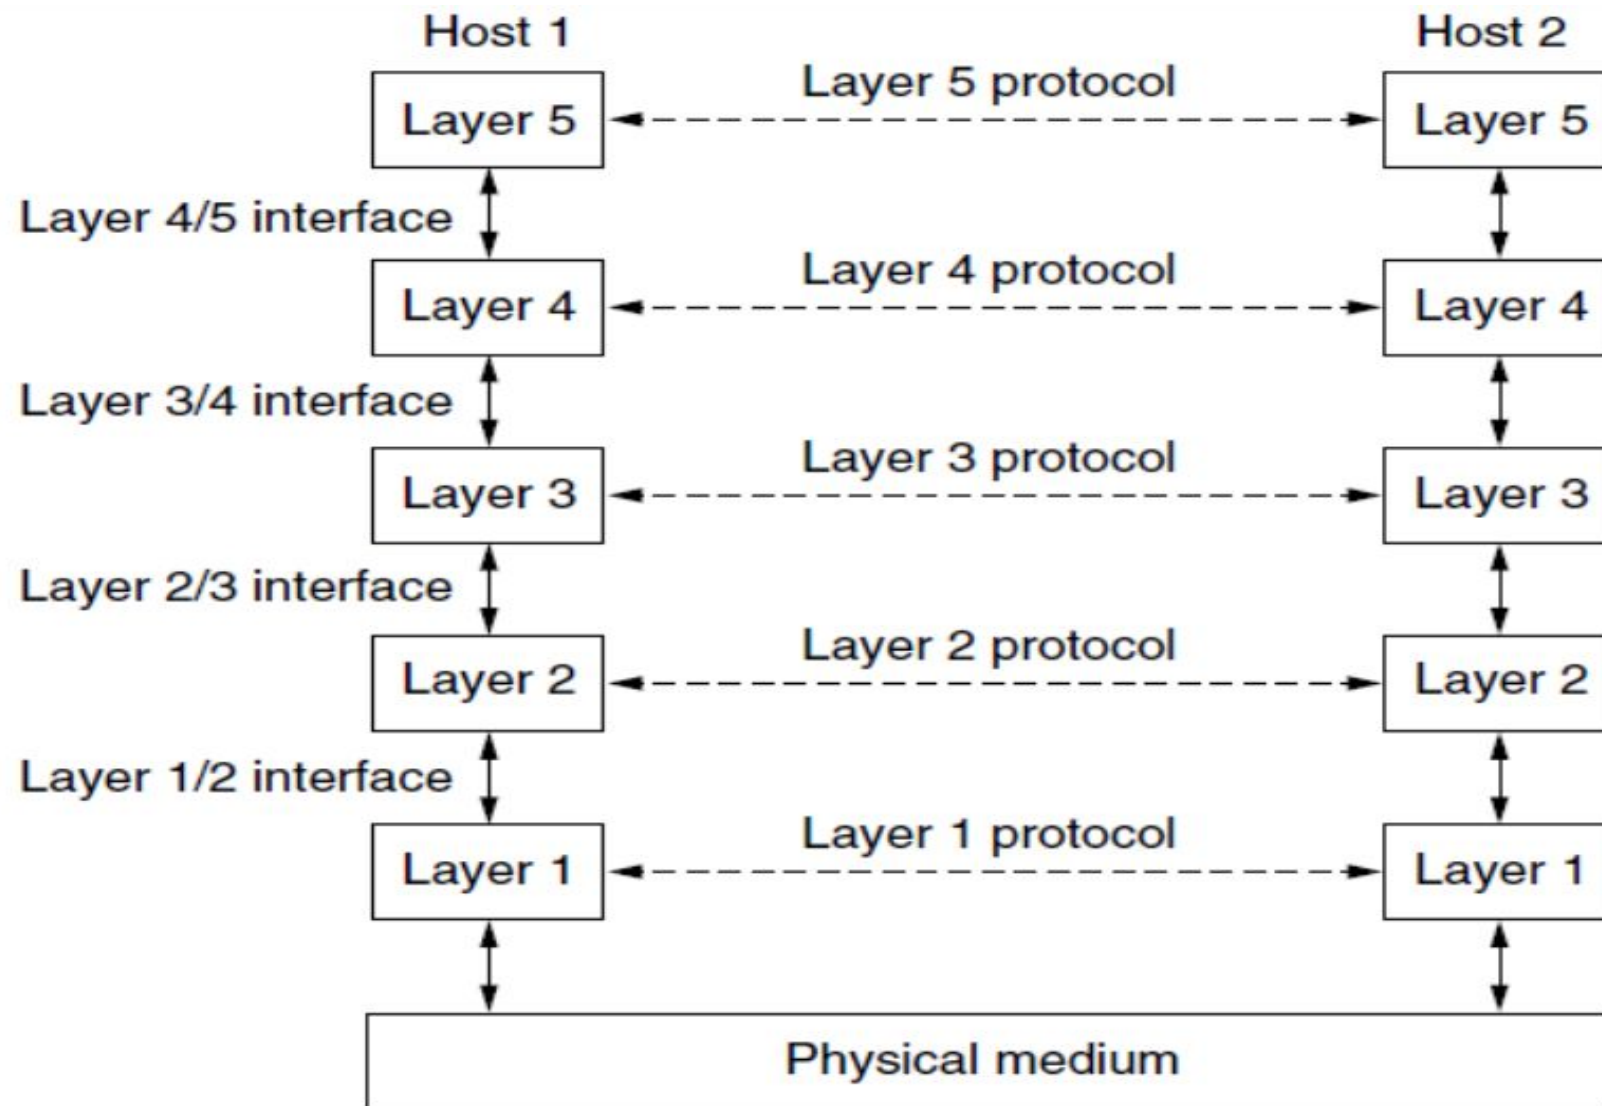 Host 1
Host 2
Layer 5 protocol
Layer 5
Layer 5
Layer 4/5 interface
Layer 4 protocol
Layer 4
Layer 4
Layer 3/4 interface
Layer 3 protocol
Layer 3
Layer 3
Layer 2/3 interface
Layer 2 protocol
Layer 2
Layer 2
Layer 1/2 interface
Layer 1 protocol
Layer 1
Layer 1
Physical medium